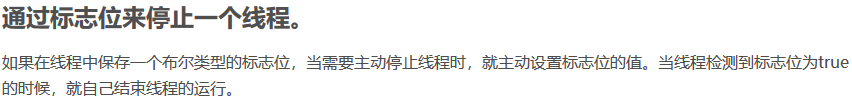 通过标志位来停止一个线程。
如果在线程中保存一个布尔类型的标志位，当需要主动停止线程时，就主动设置标志位的值。当线程检测到标志位为true
的时候，就自己结束线程的运行。